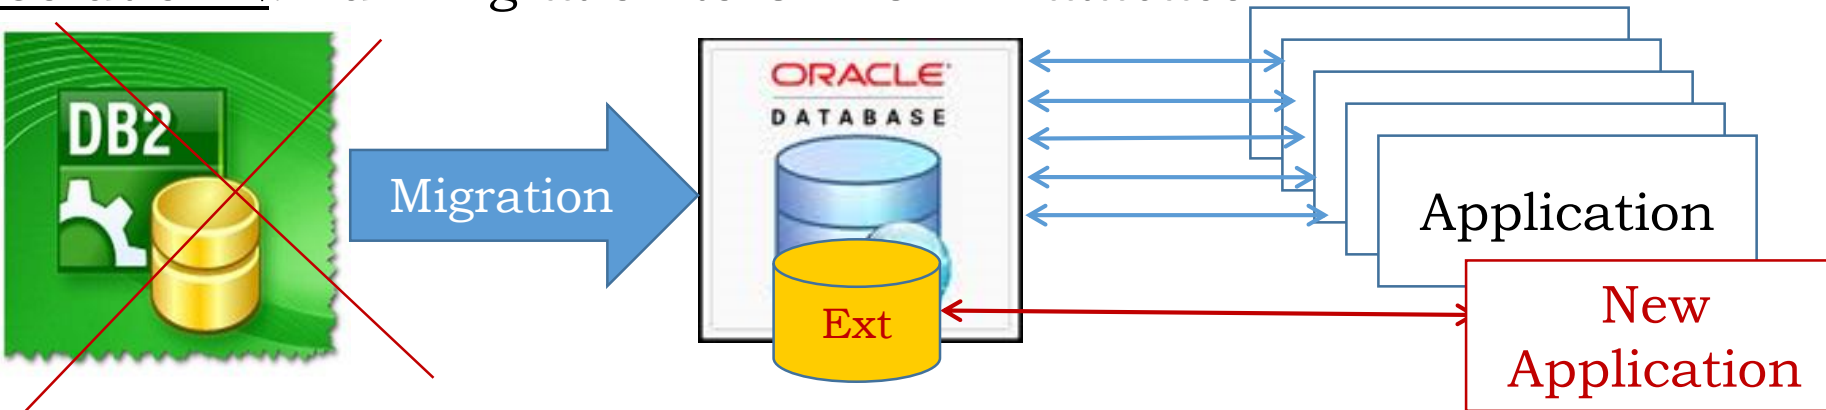 DB2
Migration
ORACLE
DATABASE
Ext
Application
New
Application